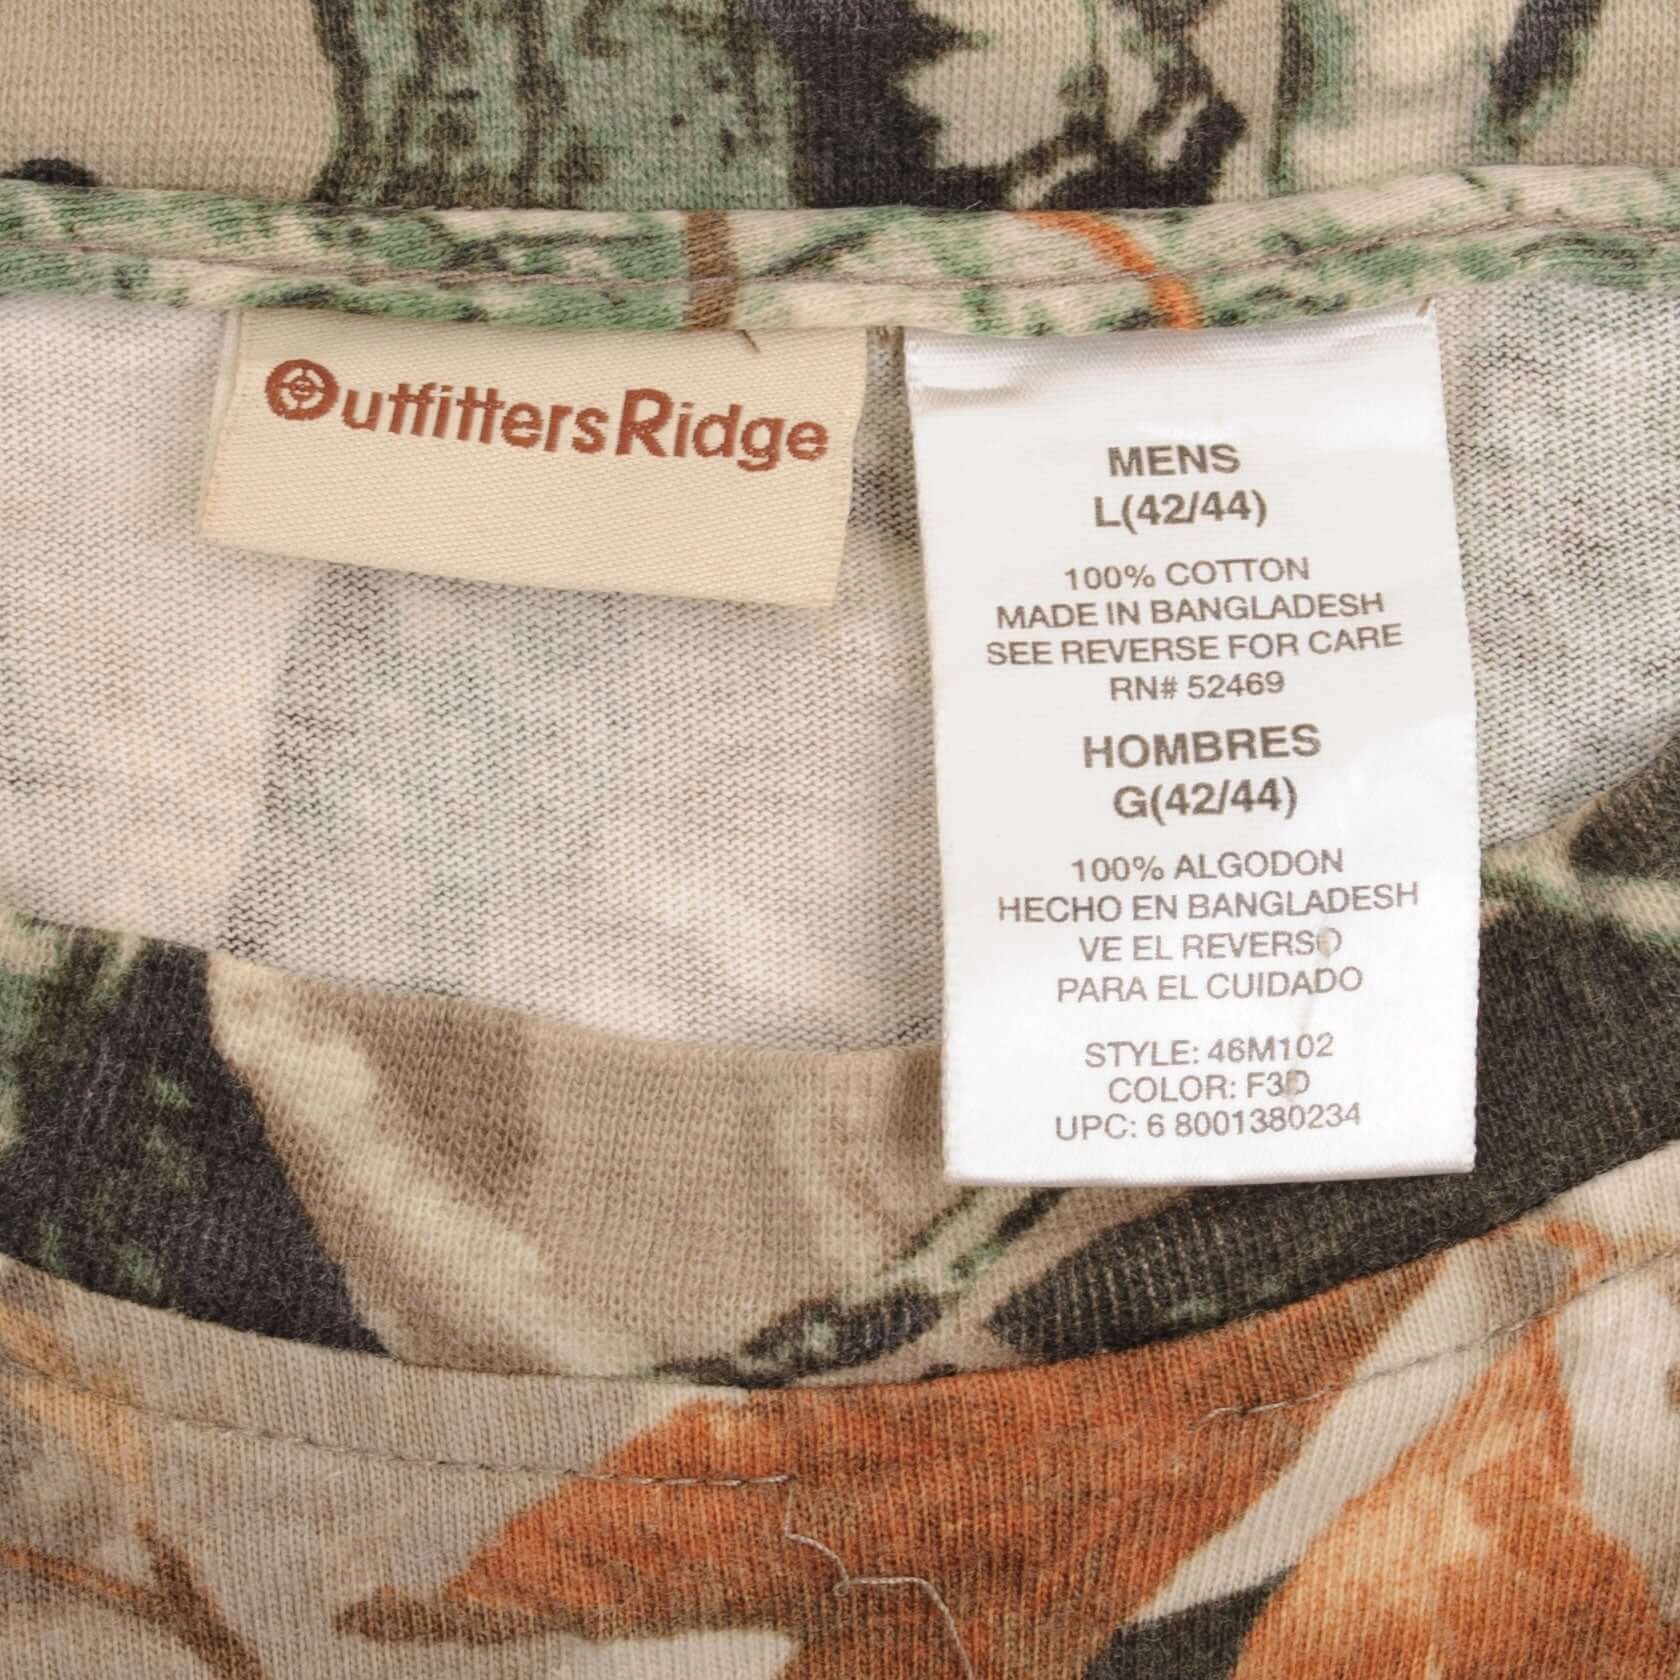 OutfittersRidge
MENS
L(42/44)
100% COTTON
MADE IN BANGLADESH
SEE REVERSE FOR CARE
RN# 52469
HOMBRES
G(42/44)
100% ALGODON
HECHO EN BANGLADESH
VE EL REVERSO
PARA EL CUIDADO
STYLE: 46M102
COLOR: F3D
UPC: 6 8001380234